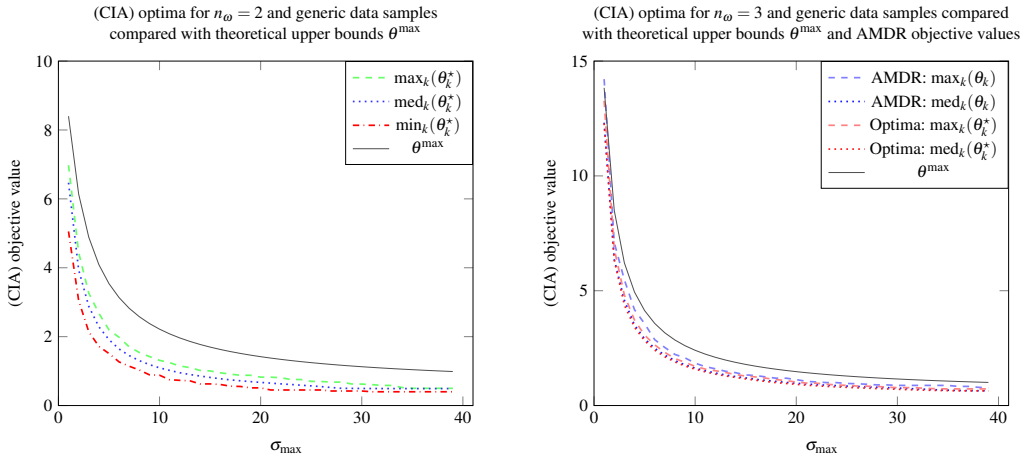 (CIA) optima for nω = 2 and generic data samples
compared with theoretical upper bounds θ^max
10
8
6
4
2
0
0
10
20
30
40
(CIA) objective value
σ_max
max_k(θ_k^⋆)
med_k(θ_k^⋆)
min_k(θ_k^⋆)
θ^max
(CIA) optima for nω = 3 and generic data samples compared
with theoretical upper bounds θ^max and AMDR objective values
15
10
5
0
0
10
20
30
40
(CIA) objective value
σ_max
AMDR: max_k(θ_k)
AMDR: med_k(θ_k)
Optima: max_k(θ_k^⋆)
Optima: med_k(θ_k^⋆)
θ^max